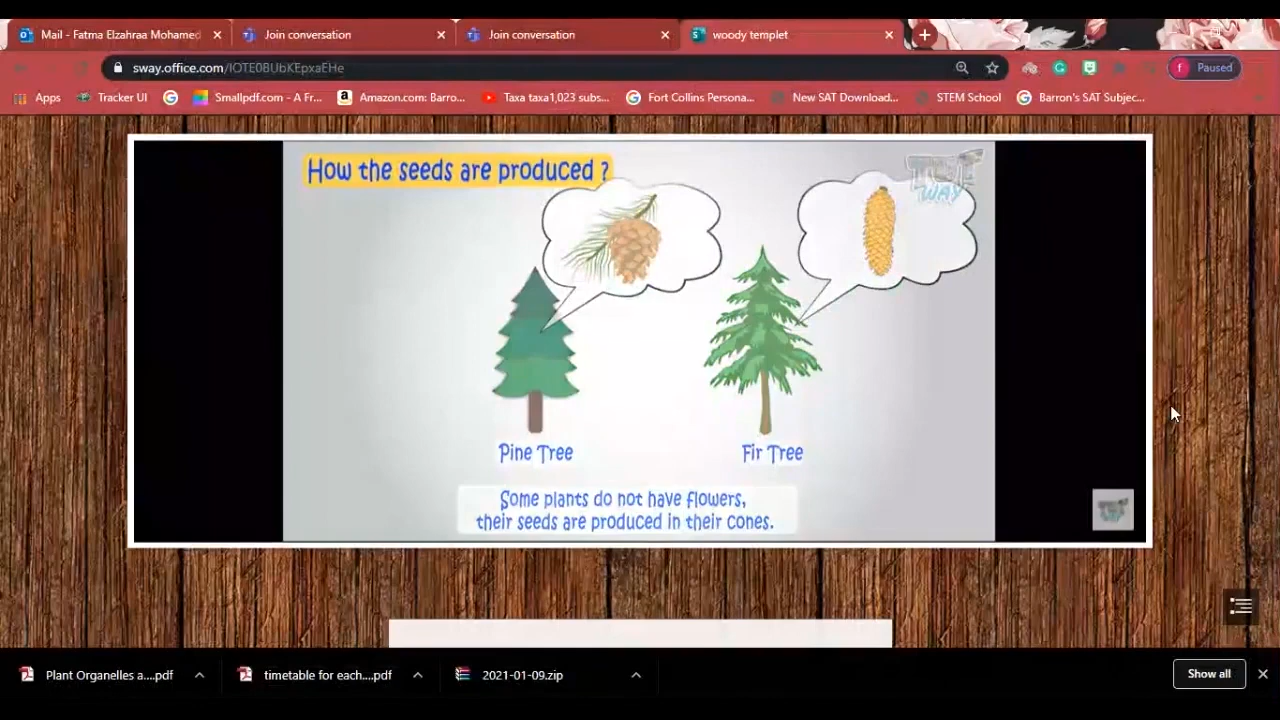 Mail - Fatma Elzahraa Mohamed
Join conversation
Join conversation
woody templet
sway.office.com/IOTE0BUbKEpxaEHe
f Paused
Apps
Tracker UI
Smallpdf.com - A Fr...
Amazon.com: Barro...
Taxa taxa1,023 subs...
Fort Collins Persona...
New SAT Download...
STEM School
Barron's SAT Subjec...
How the seeds are produced ?
WAY
Pine Tree
Fir Tree
Some plants do not have flowers,
their seeds are produced in their cones.
Plant Organelles a....pdf
timetable for each....pdf
2021-01-09.zip
Show all